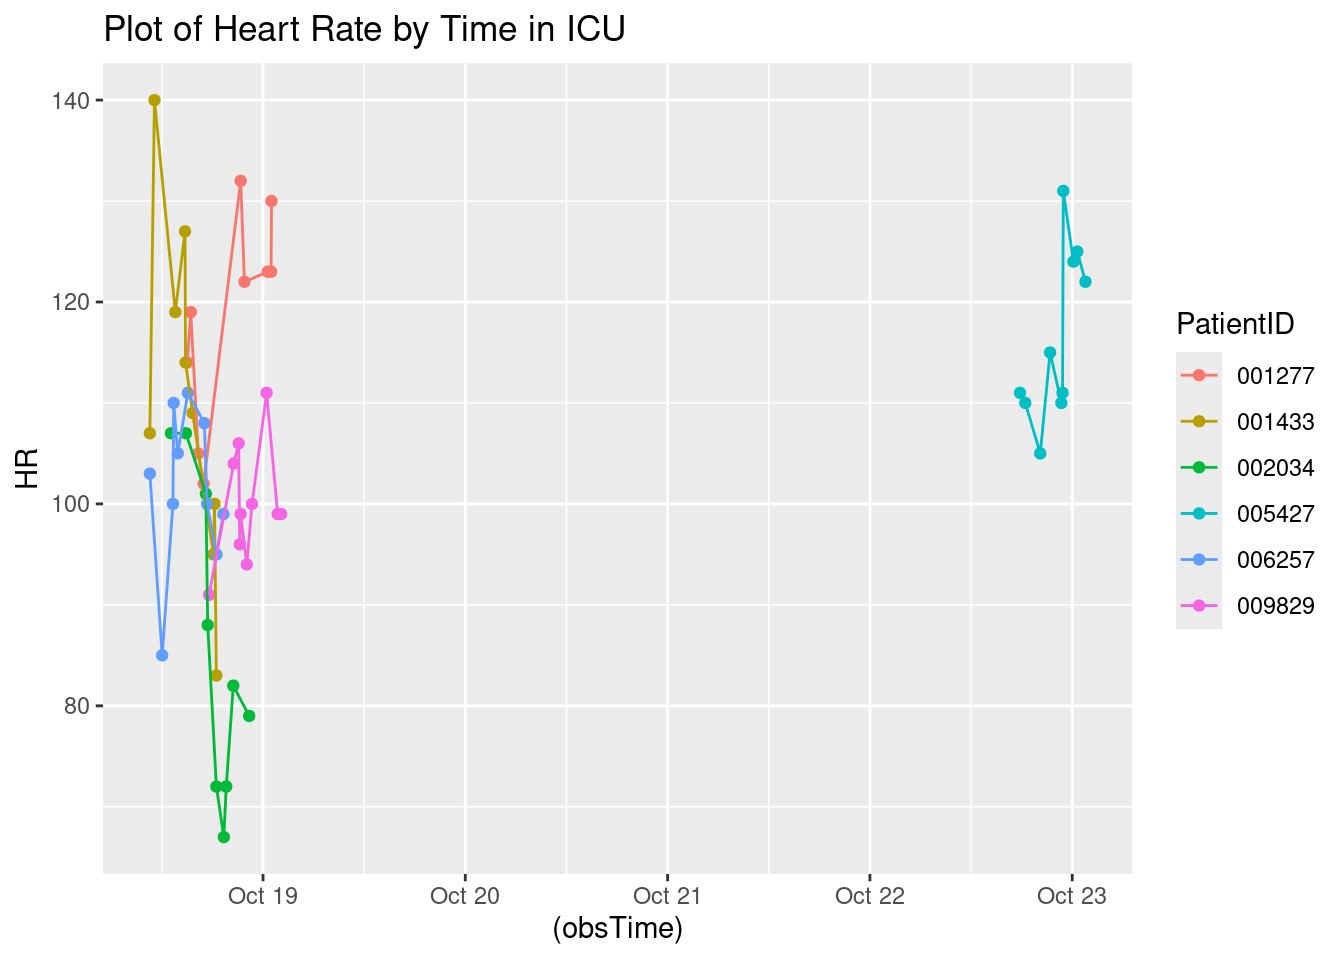 Plot of Heart Rate by Time in ICU
140
120
100
80
HR
Oct 19 Oct 20 Oct 21 Oct 22 Oct 23
(obsTime)
PatientID
001277
001433
002034
005427
006257
009829